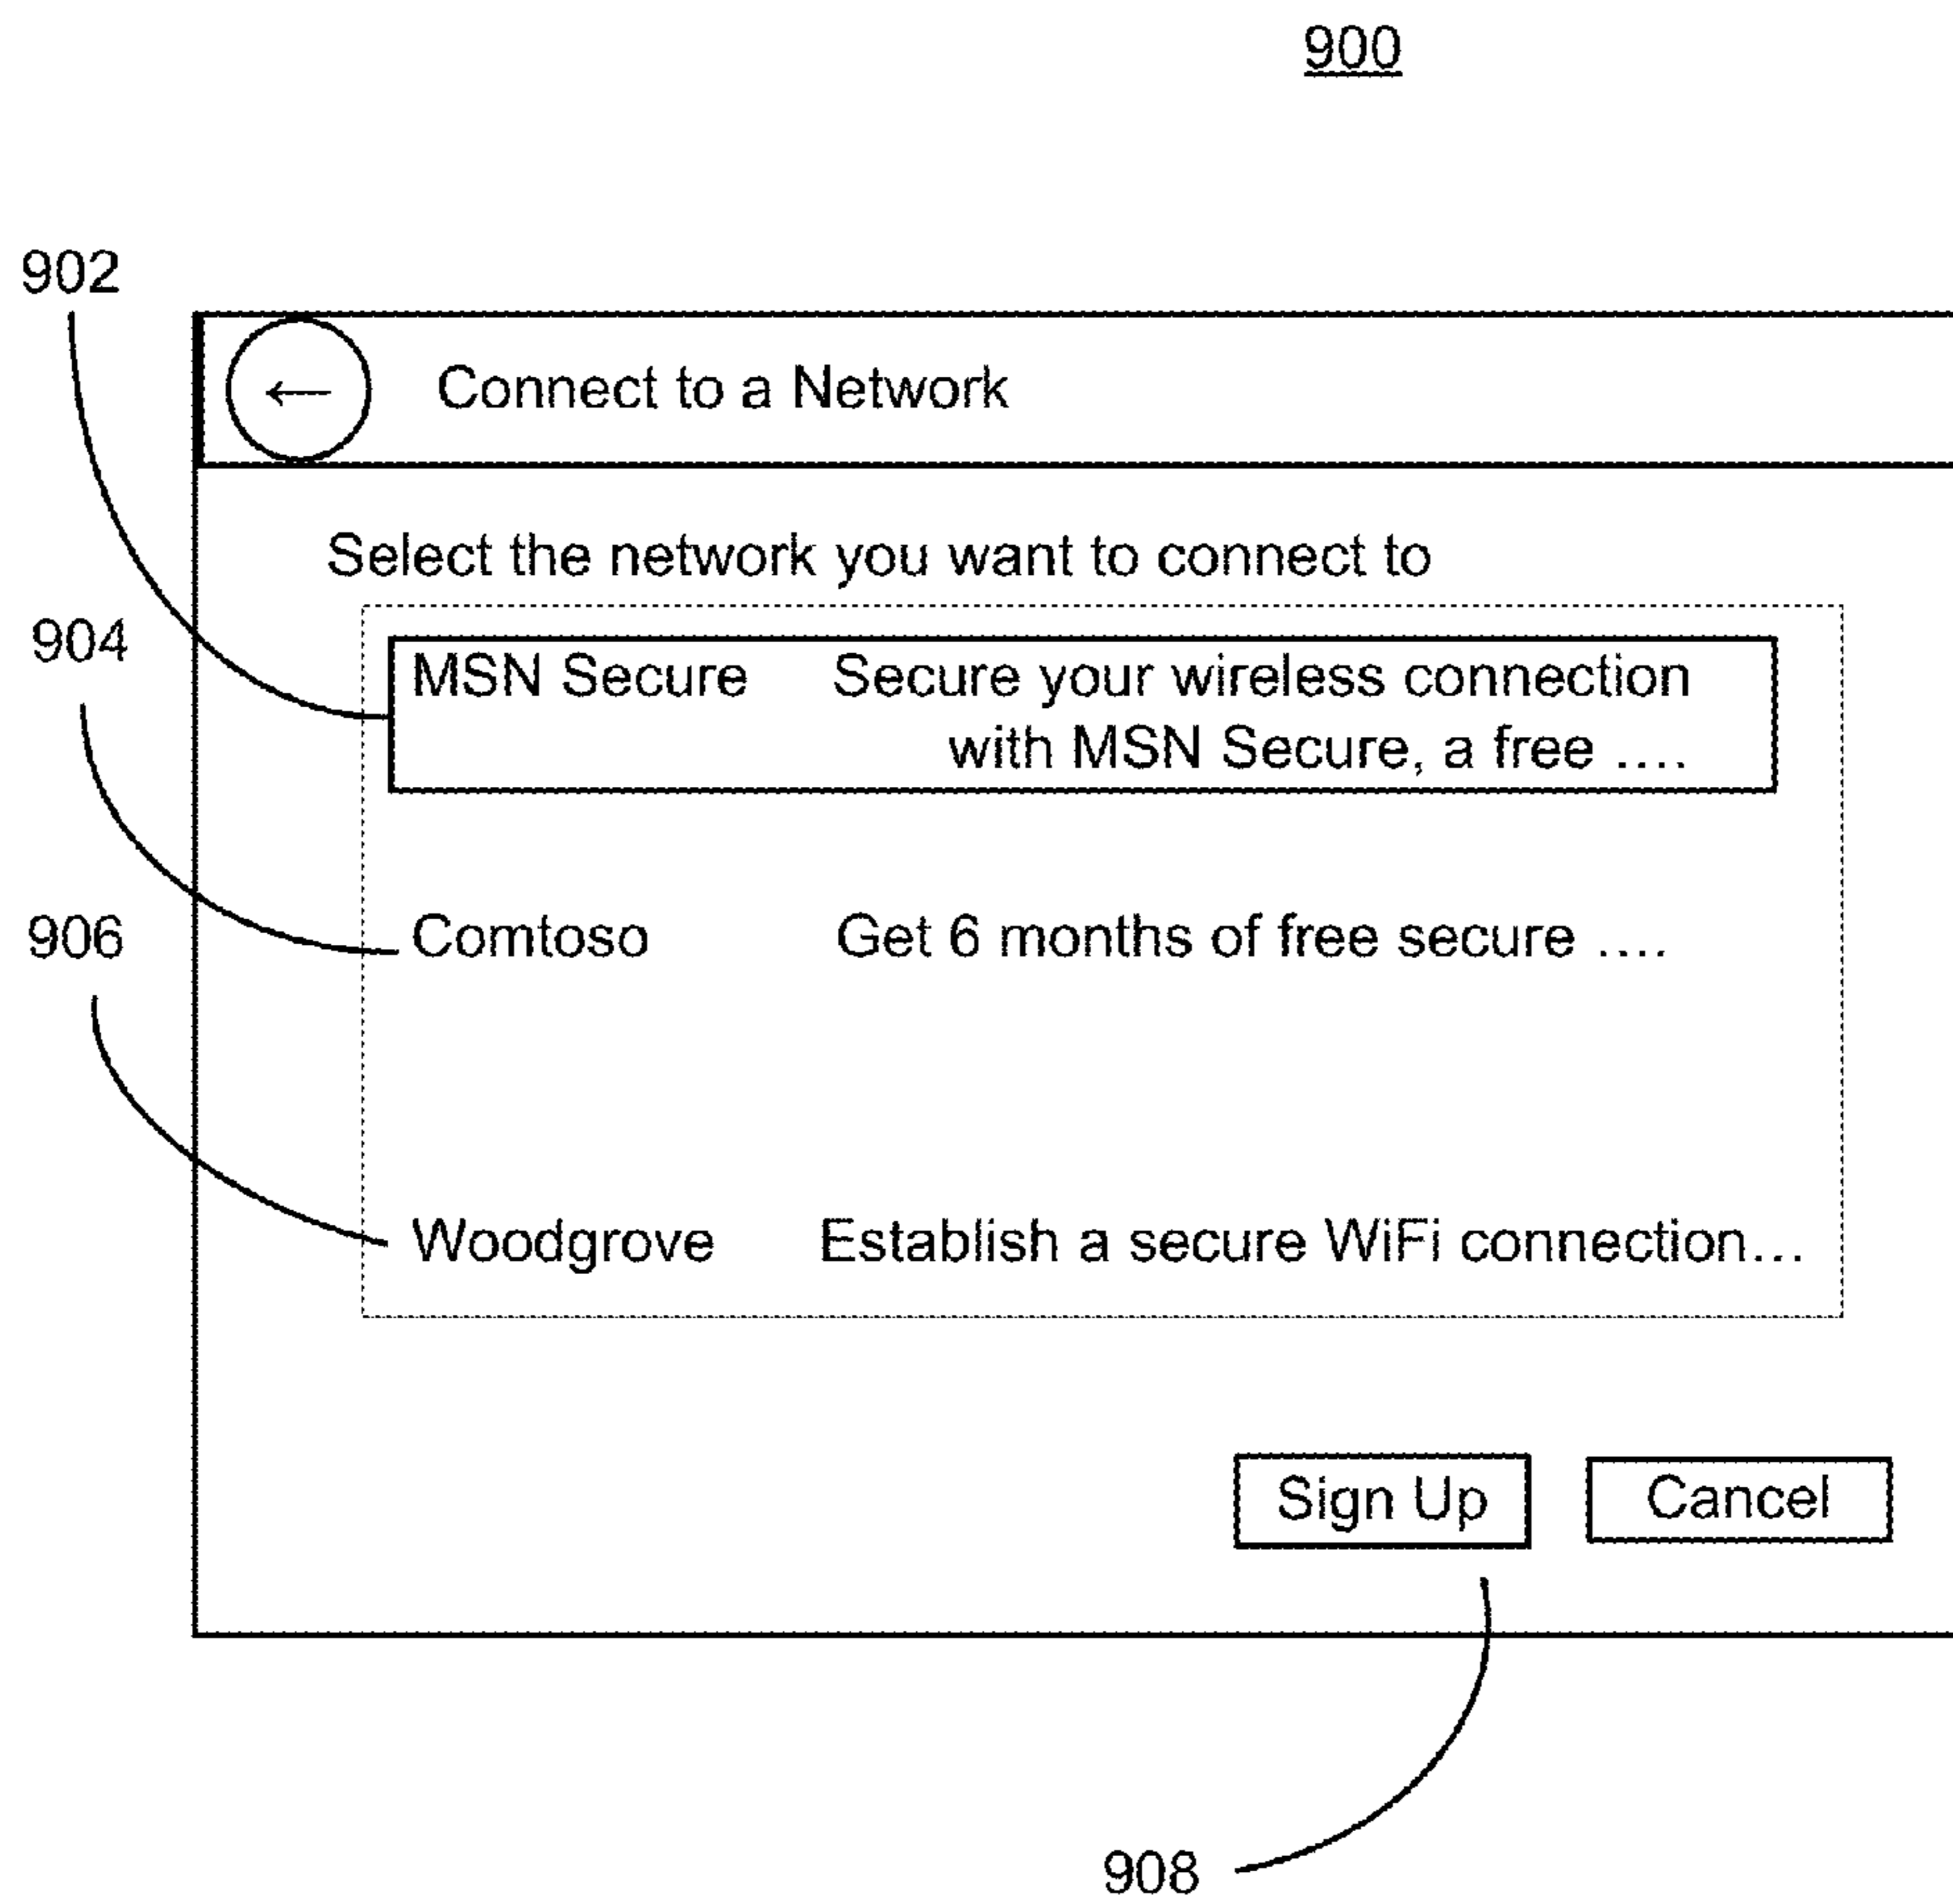 900
902
← Connect to a Network
Select the network you want to connect to
904
MSN Secure Secure your wireless connection
with MSN Secure, a free ....
906
Comtoso Get 6 months of free secure ....
Woodgrove Establish a secure WiFi connection...
Sign Up Cancel
908